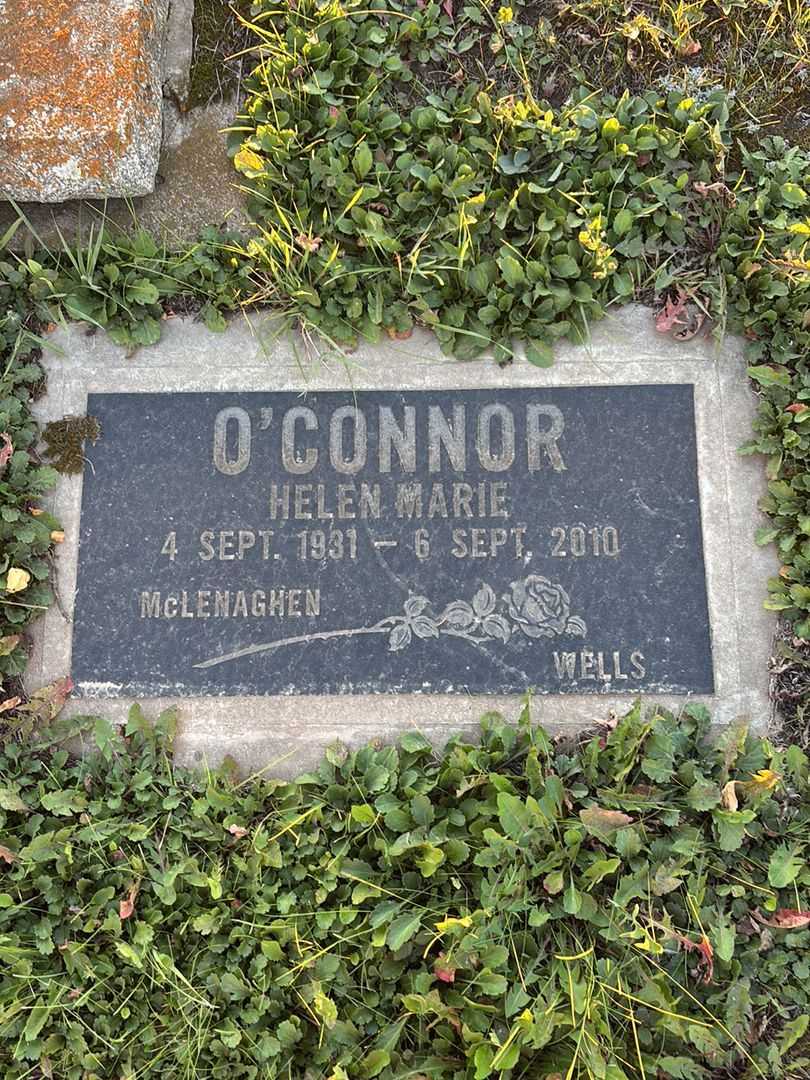 O'CONNOR
HELEN MARIE
4 SEPT. 1931 – 6 SEPT. 2010
McLENAGHEN
WELLS